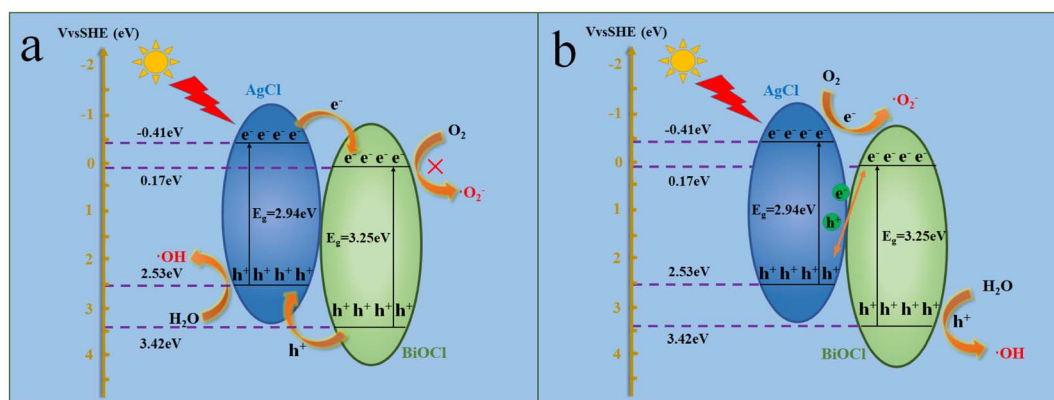 a
VvsSHE (eV)
-2
-1
0
1
2
3
4
AgCl
e⁻
-0.41eV
e⁻ e⁻ e⁻ e⁻
O₂
e⁻ e⁻ e⁻ e⁻
0.17eV
·O₂⁻
Eg=2.94eV
Eg=3.25eV
·OH
2.53eV
h⁺ h⁺ h⁺ h⁺
H₂O
h⁺ h⁺ h⁺ h⁺
3.42eV
h⁺
BiOCl
b
VvsSHE (eV)
-2
-1
0
1
2
3
4
O₂
AgCl
·O₂⁻
e⁻
-0.41eV
e⁻ e⁻ e⁻ e⁻
e⁻ e⁻ e⁻ e⁻
0.17eV
e⁻
Eg=2.94eV
h⁺
Eg=3.25eV
2.53eV
h⁺ h⁺ h⁺ h⁺
H₂O
h⁺ h⁺ h⁺ h⁺
h⁺
3.42eV
BiOCl
·OH